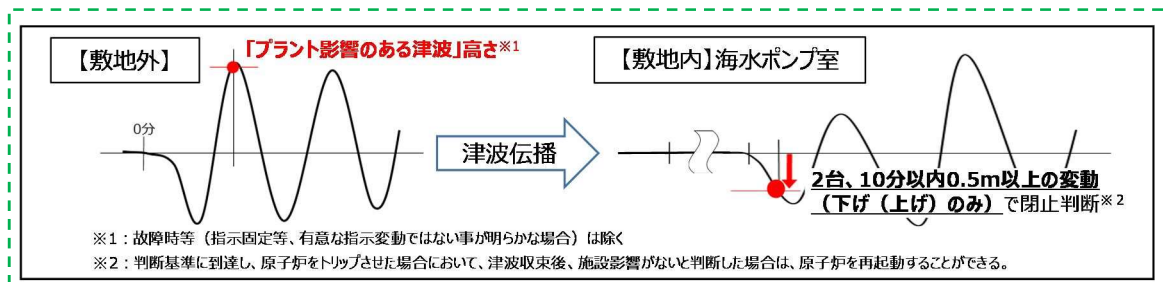 【敷地外】
「プラント影響のある津波」高さ※1
0分
津波伝播
【敷地内】海水ポンプ室
2台、10分以内0.5m以上の変動
（下げ（上げ）のみ）で閉止判断※2
※1：故障時等（指示固定等、有意な指示変動ではない事が明らかな場合）は除く
※2：判断基準に到達し、原子炉をトリップさせた場合において、津波収束後、施設影響がないと判断した場合は、原子炉を再起動することができる。